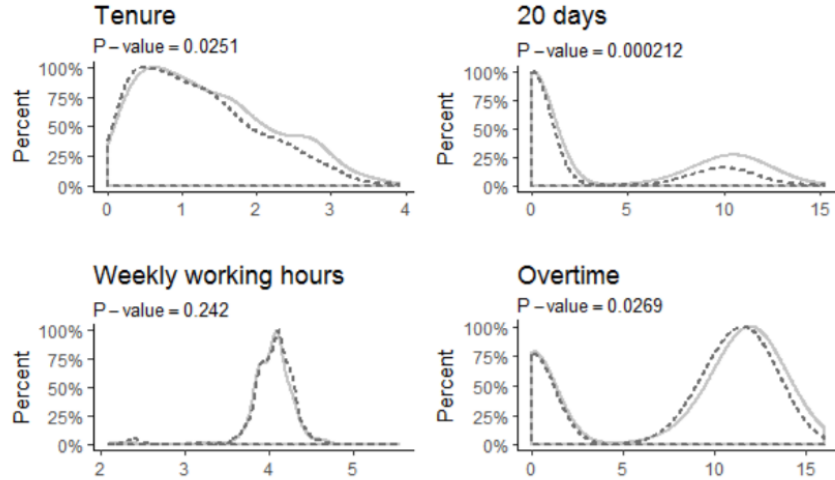 Tenure
P – value = 0.0251
Percent
100%
75%
50%
25%
0%
0 1 2 3 4
20 days
P – value = 0.000212
Percent
100%
75%
50%
25%
0%
0 5 10 15
Weekly working hours
P – value = 0.242
Percent
100%
75%
50%
25%
0%
2 3 4 5
Overtime
P – value = 0.0269
Percent
100%
75%
50%
25%
0%
0 5 10 15